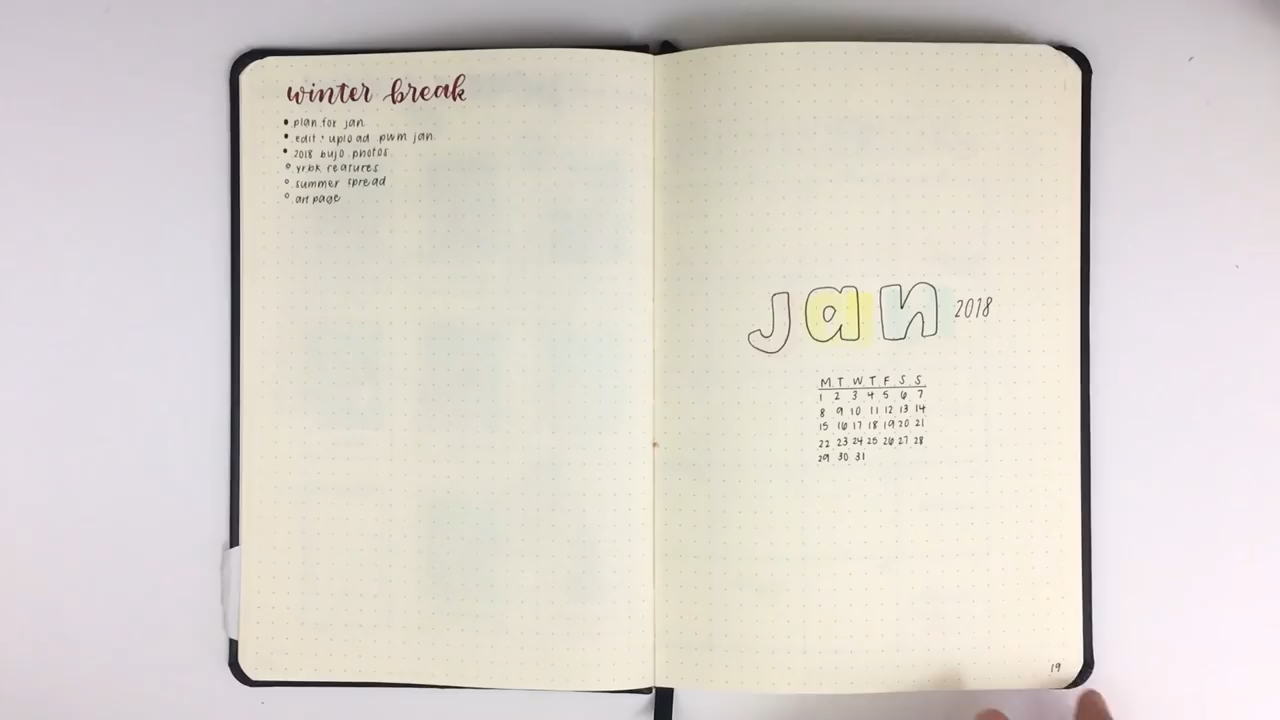 winter break
• plan for jan
• edit + upload pwm jan.
• 2018 bujo photos
○ yrbk features
○ summer spread
○ art page
jan 2018
M T W T F S S
1 2 3 4 5 6 7
8 9 10 11 12 13 14
15 16 17 18 19 20 21
22 23 24 25 26 27 28
29 30 31
19